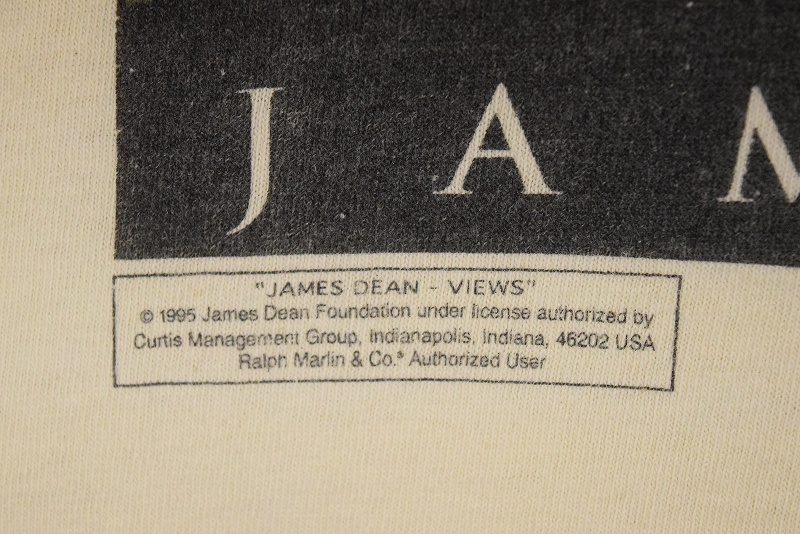 J A M
"JAMES DEAN - VIEWS"
© 1995 James Dean Foundation under license authorized by
Curtis Management Group, Indianapolis, Indiana, 46202 USA
Ralph Marlin & Co.® Authorized User